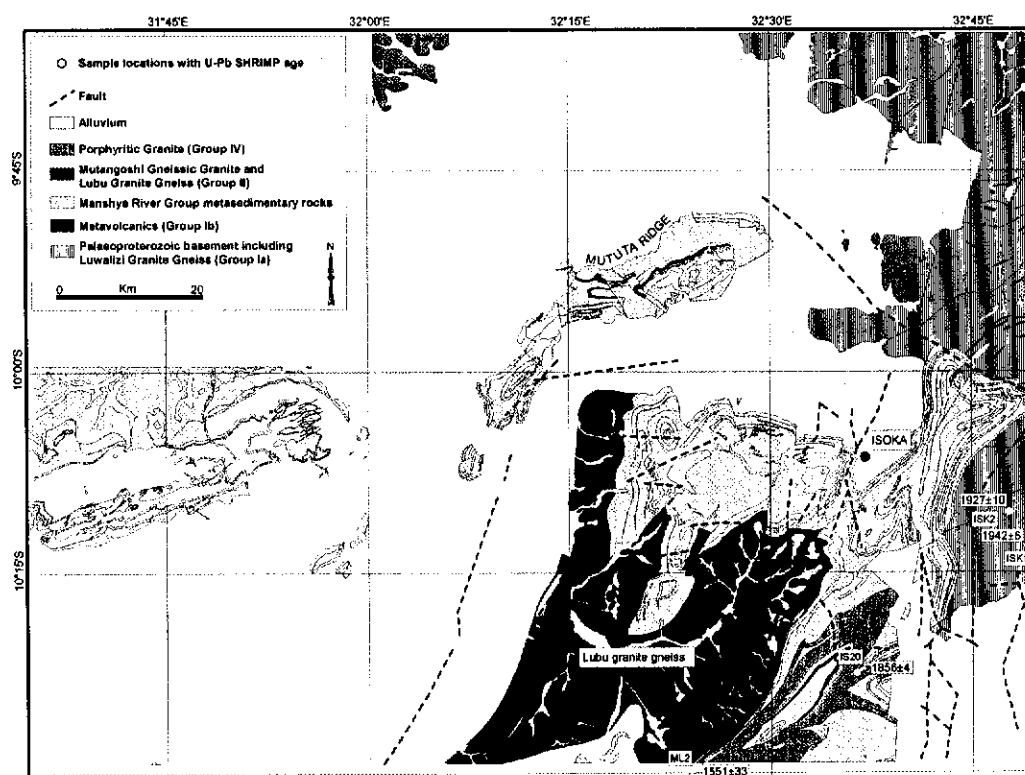 31°45'
32°00'
32°15'
32°30'
32°45'
Sample locations with U-Pb SHRIMP age
Fault
Alluvium
Porphyritic Granite (Group IV)
Mutangoshi Gneissic Granite and
Lubu Granite Gneiss (Group II)
Manshya River Group metasedimentary rocks
Metavolcanics (Group Ib)
Palaeoproterozoic basement including
Luwalizi Granite Gneiss (Group Ia)
N
Km
0 20
9°45'S
10°00'S
10°15'S
MUTUTA RIDGE
ISOKA
1927±10
ISK2
1942±6
ISK
Lubu granite gneiss
IS20
1856±4
ML2
1551±33